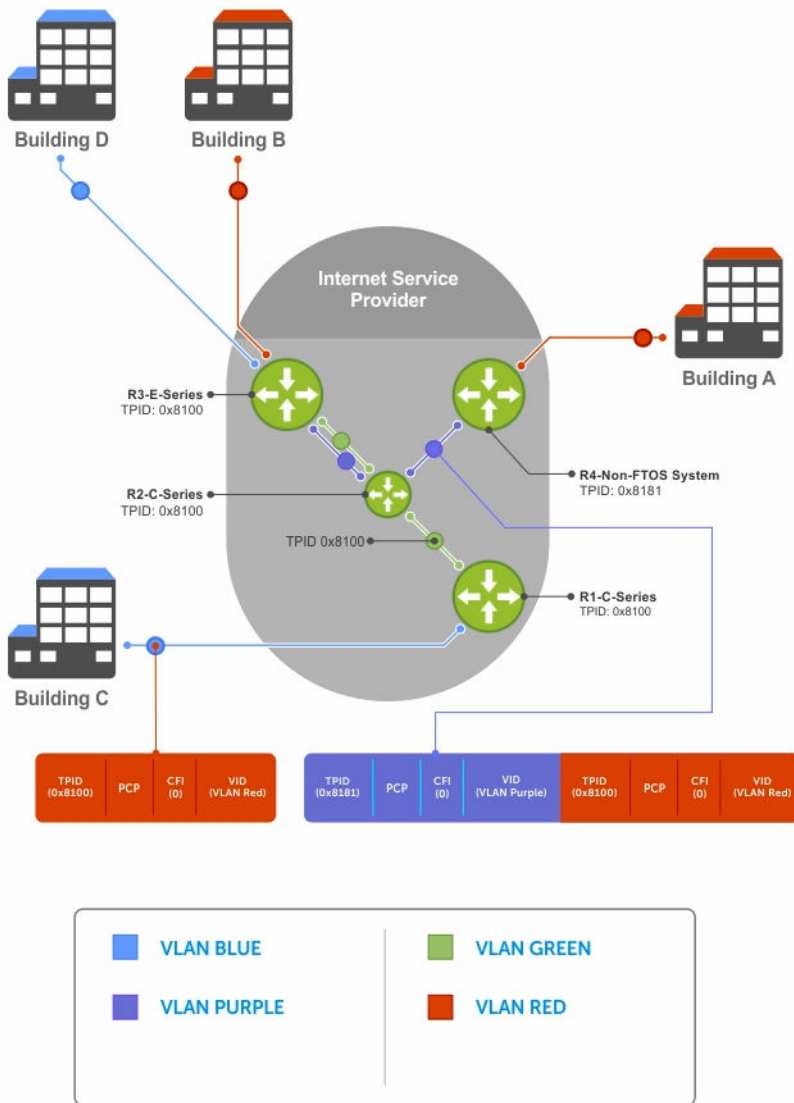 Building D
Building B
Internet Service
Provider
Building A
R3-E-Series
TPID: 0x8100
R4-Non-FTOS System
TPID: 0x8181
R2-C-Series
TPID: 0x8100
TPID 0x8100
R1-C-Series
TPID: 0x8100
Building C
TPID
(0x8100)
PCP
CFI
(0)
VID
(VLAN Red)
TPID
(0x8181)
PCP
CFI
(0)
VID
(VLAN Purple)
TPID
(0x8100)
PCP
CFI
(0)
VID
(VLAN Red)
VLAN BLUE
VLAN GREEN
VLAN PURPLE
VLAN RED